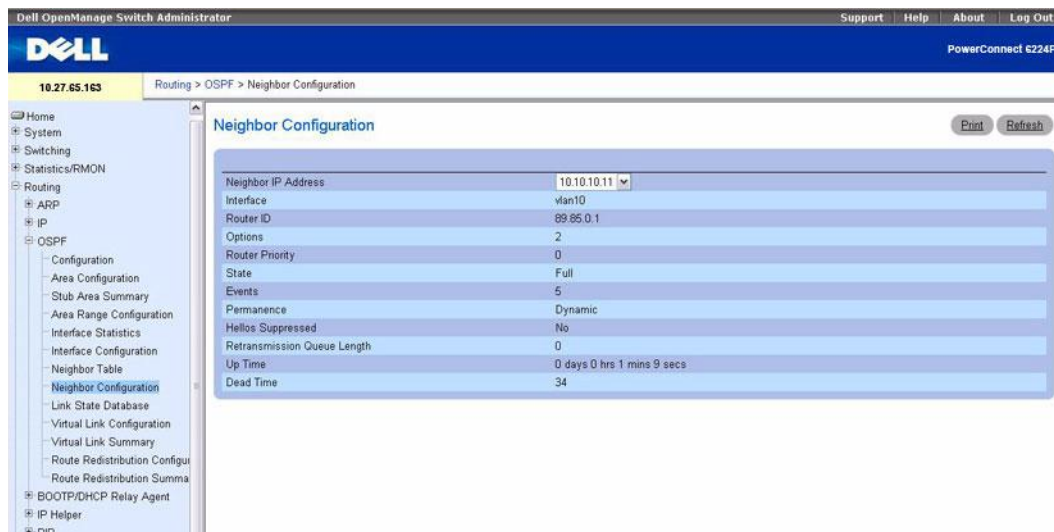 Dell OpenManage Switch Administrator
Support Help About Log Out
DELL
PowerConnect 6224P
10.27.65.163
Routing > OSPF > Neighbor Configuration
Home
System
Switching
Statistics/RMON
Routing
ARP
IP
OSPF
Configuration
Area Configuration
Stub Area Summary
Area Range Configuration
Interface Statistics
Interface Configuration
Neighbor Table
Neighbor Configuration
Link State Database
Virtual Link Configuration
Virtual Link Summary
Route Redistribution Configur
Route Redistribution Summa
BOOTP/DHCP Relay Agent
IP Helper
Neighbor Configuration
Print Refresh
Neighbor IP Address 10.10.10.11
Interface vlan10
Router ID 89.85.0.1
Options 2
Router Priority 0
State Full
Events 5
Permanence Dynamic
Hellos Suppressed No
Retransmission Queue Length 0
Up Time 0 days 0 hrs 1 mins 9 secs
Dead Time 34